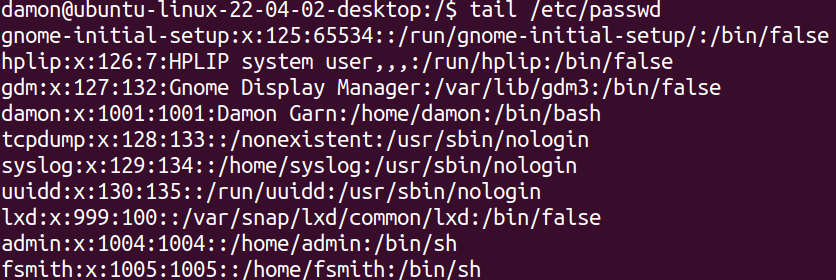 damon@ubuntu-linux-22-04-02-desktop:/$ tail /etc/passwd
gnome-initial-setup:x:125:65534::/run/gnome-initial-setup/:/bin/false
hplip:x:126:7:HPLIP system user,,,:/run/hplip:/bin/false
gdm:x:127:132:Gnome Display Manager:/var/lib/gdm3:/bin/false
damon:x:1001:1001:Damon Garn:/home/damon:/bin/bash
tcpdump:x:128:133::/nonexistent:/usr/sbin/nologin
syslog:x:129:134::/home/syslog:/usr/sbin/nologin
uuidd:x:130:135::/run/uuidd:/usr/sbin/nologin
lxd:x:999:100::/var/snap/lxd/common/lxd:/bin/false
admin:x:1004:1004::/home/admin:/bin/sh
fsmith:x:1005:1005::/home/fsmith:/bin/sh